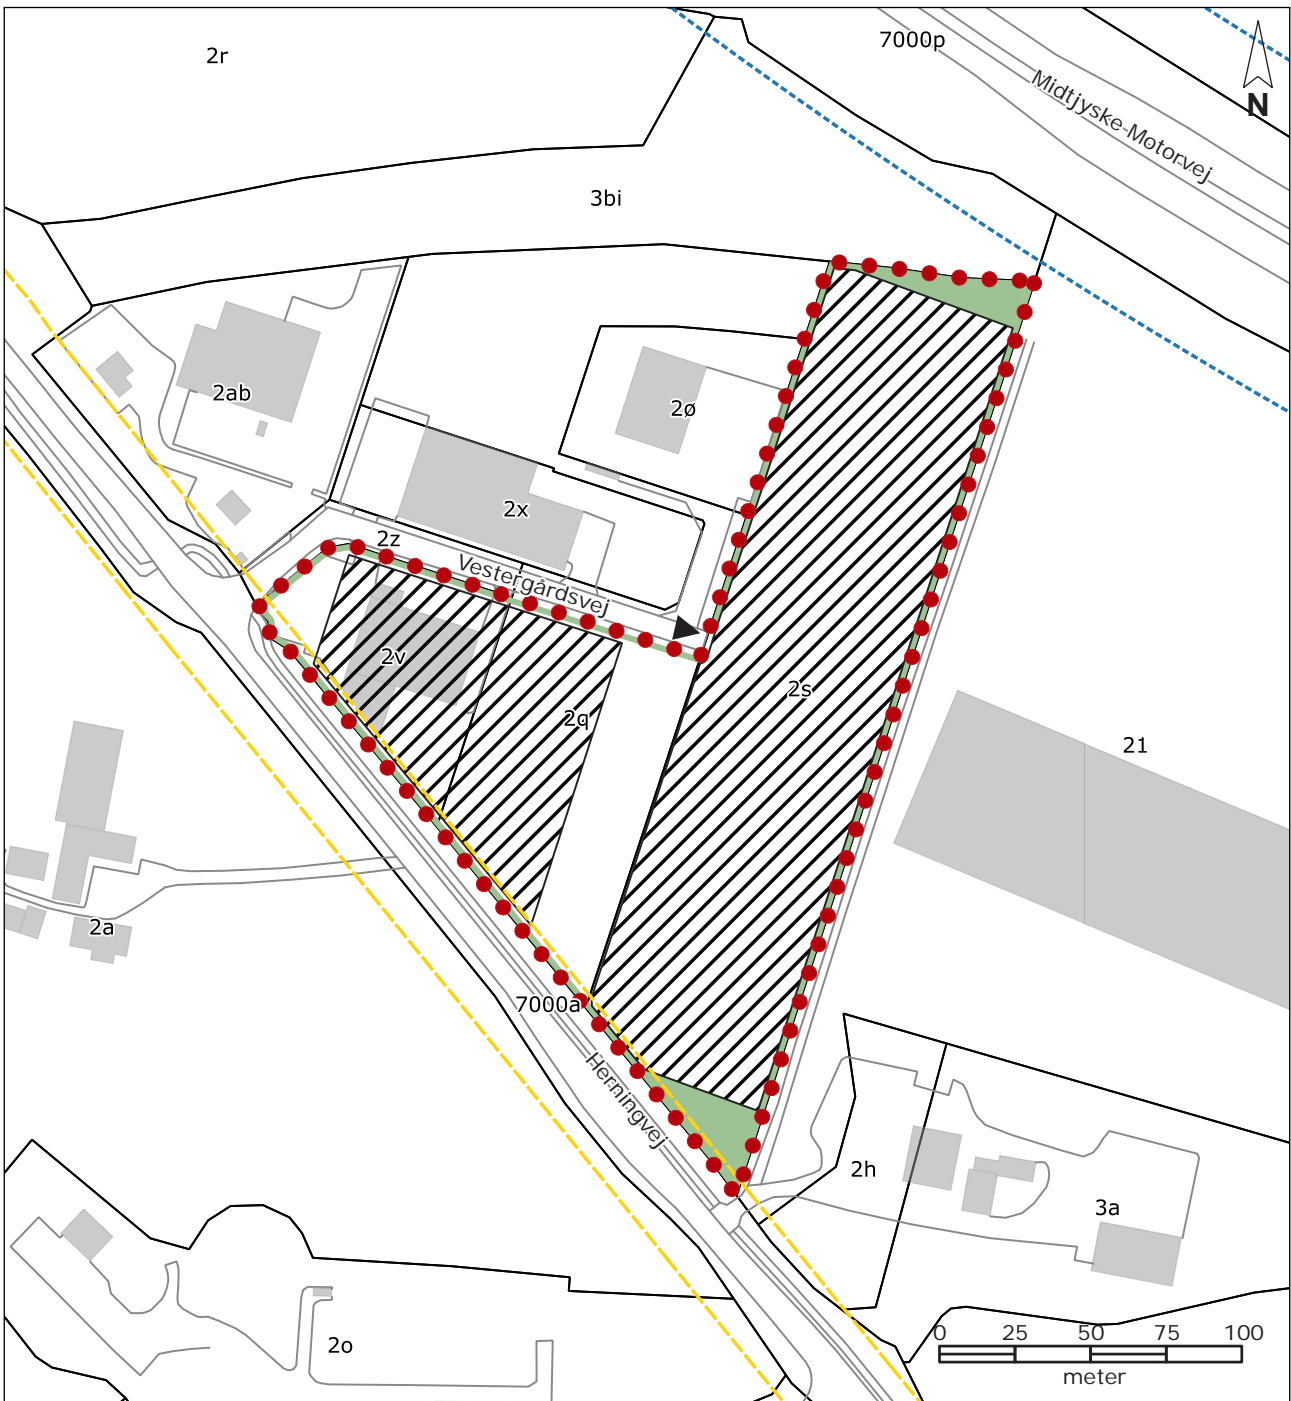 2r
7000p
Midtjyske-Motorvej
N
3bi
2ab
2ø
2x
2z
Vestergårdsvej
2v
2q
2s
21
2a
7000a
Herningvej
2h
3a
2o
0 25 50 75 100
meter